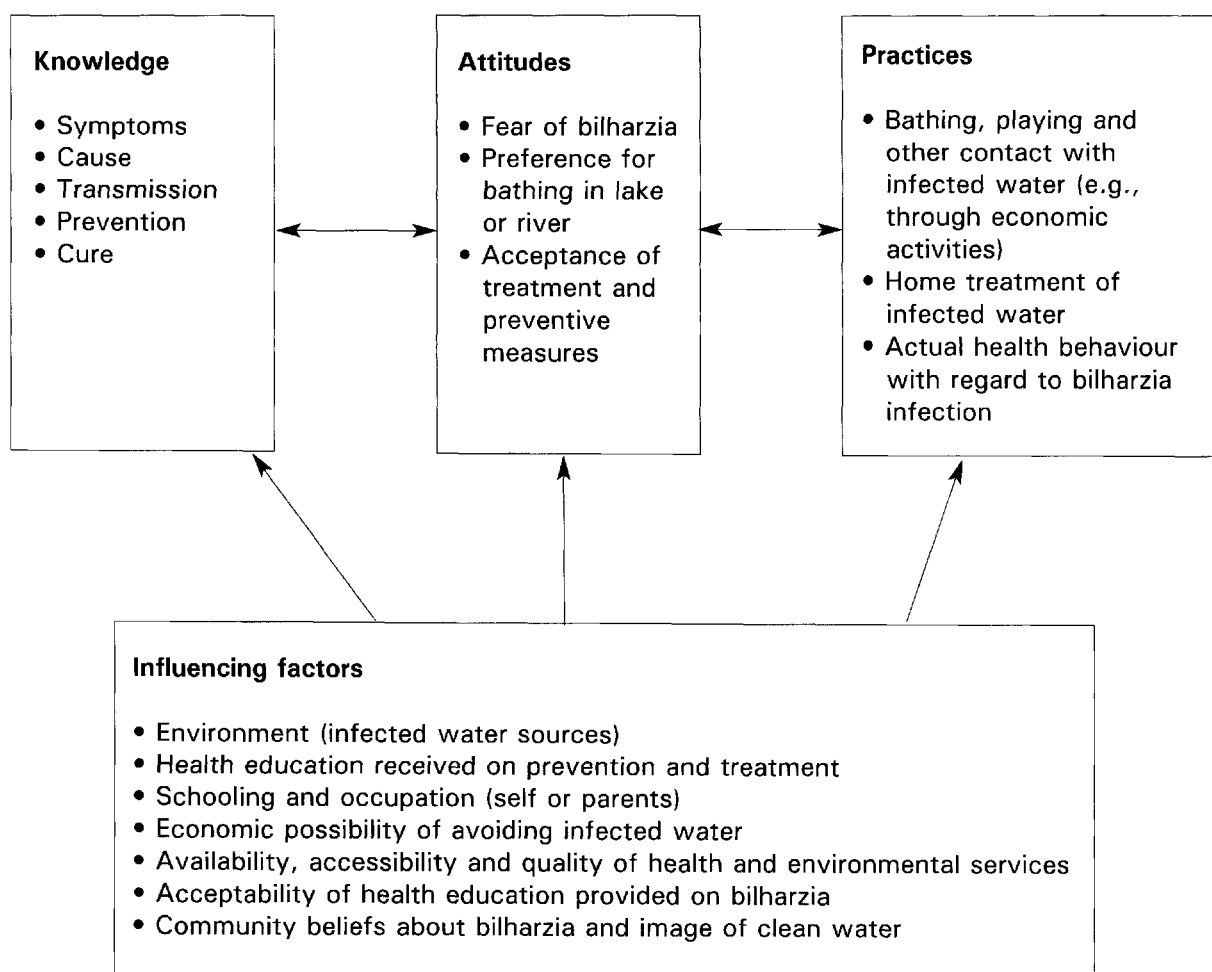 Knowledge
• Symptoms
• Cause
• Transmission
• Prevention
• Cure
Attitudes
• Fear of bilharzia
• Preference for
bathing in lake
or river
• Acceptance of
treatment and
preventive
measures
Practices
• Bathing, playing and
other contact with
infected water (e.g.,
through economic
activities)
• Home treatment of
infected water
• Actual health behaviour
with regard to bilharzia
infection
Influencing factors
• Environment (infected water sources)
• Health education received on prevention and treatment
• Schooling and occupation (self or parents)
• Economic possibility of avoiding infected water
• Availability, accessibility and quality of health and environmental services
• Acceptability of health education provided on bilharzia
• Community beliefs about bilharzia and image of clean water